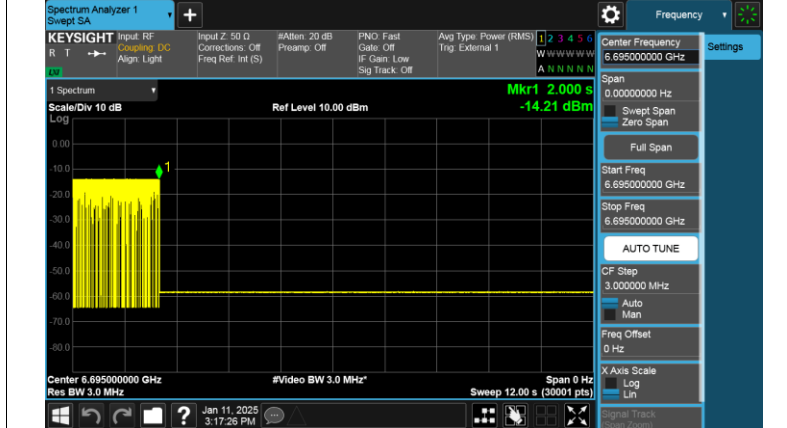 Spectrum Analyzer 1
Swept SA
+
Frequency
KEYSIGHT
R T
LXI
Input: RF
Coupling: DC
Align: Light
Input Z: 50 Ω
Corrections: Off
Freq Ref: Int (S)
#Atten: 20 dB
Preamp: Off
PNO: Fast
Gate: Off
IF Gain: Low
Sig Track: Off
Avg Type: Power (RMS)
Trig: External 1
1 2 3 4 5 6
W W W W W W
A N N N N N
1 Spectrum
Scale/Div 10 dB
Log
Ref Level 10.00 dBm
Mkr1 2.000 s
-14.21 dBm
0.00
-10.0
-20.0
-30.0
-40.0
-50.0
-60.0
-70.0
-80.0
1
Center 6.695000000 GHz
Res BW 3.0 MHz
#Video BW 3.0 MHz*
Span 0 Hz
Sweep 12.00 s (30001 pts)
Center Frequency
6.695000000 GHz
Settings
Span
0.00000000 Hz
Swept Span
Zero Span
Full Span
Start Freq
6.695000000 GHz
Stop Freq
6.695000000 GHz
AUTO TUNE
CF Step
3.000000 MHz
Auto
Man
Freq Offset
0 Hz
X Axis Scale
Log
Lin
Signal Track
(Span Zoom)
?
Jan 11, 2025
3:17:26 PM